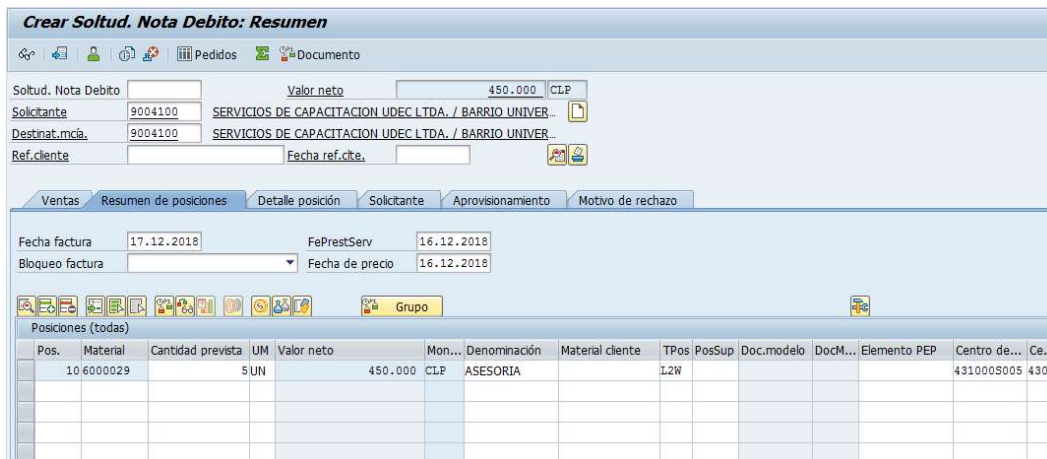 Crear Soltud. Nota Debito: Resumen
Pedidos Documento
Soltud. Nota Debito Valor neto 450.000 CLP
Solicitante 9004100 SERVICIOS DE CAPACITACION UDEC LTDA. / BARRIO UNIVER…
Destinat.mcía. 9004100 SERVICIOS DE CAPACITACION UDEC LTDA. / BARRIO UNIVER…
Ref.cliente Fecha ref.clte.
Ventas Resumen de posiciones Detalle posición Solicitante Aprovisionamiento Motivo de rechazo
Fecha factura 17.12.2018 FePrestServ 16.12.2018
Bloqueo factura Fecha de precio 16.12.2018
Grupo
Posiciones (todas)
Pos. Material Cantidad prevista UM Valor neto Mon... Denominación Material cliente TPos PosSup Doc.modelo DocM... Elemento PEP Centro de... Ce.
10 6000029 5 UN 450.000 CLP ASESORIA L2W 431000S005 430